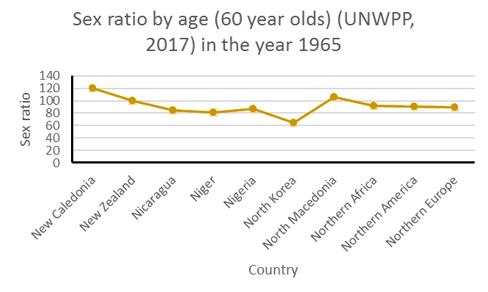 Sex ratio by age (60 year olds) (UNWPP,
2017) in the year 1965
140
120
100
80
60
40
20
0
Sex ratio
New Caledonia
New Zealand
Nicaragua
Niger
Nigeria
North Korea
North Macedonia
Northern Africa
Northern America
Northern Europe
Country